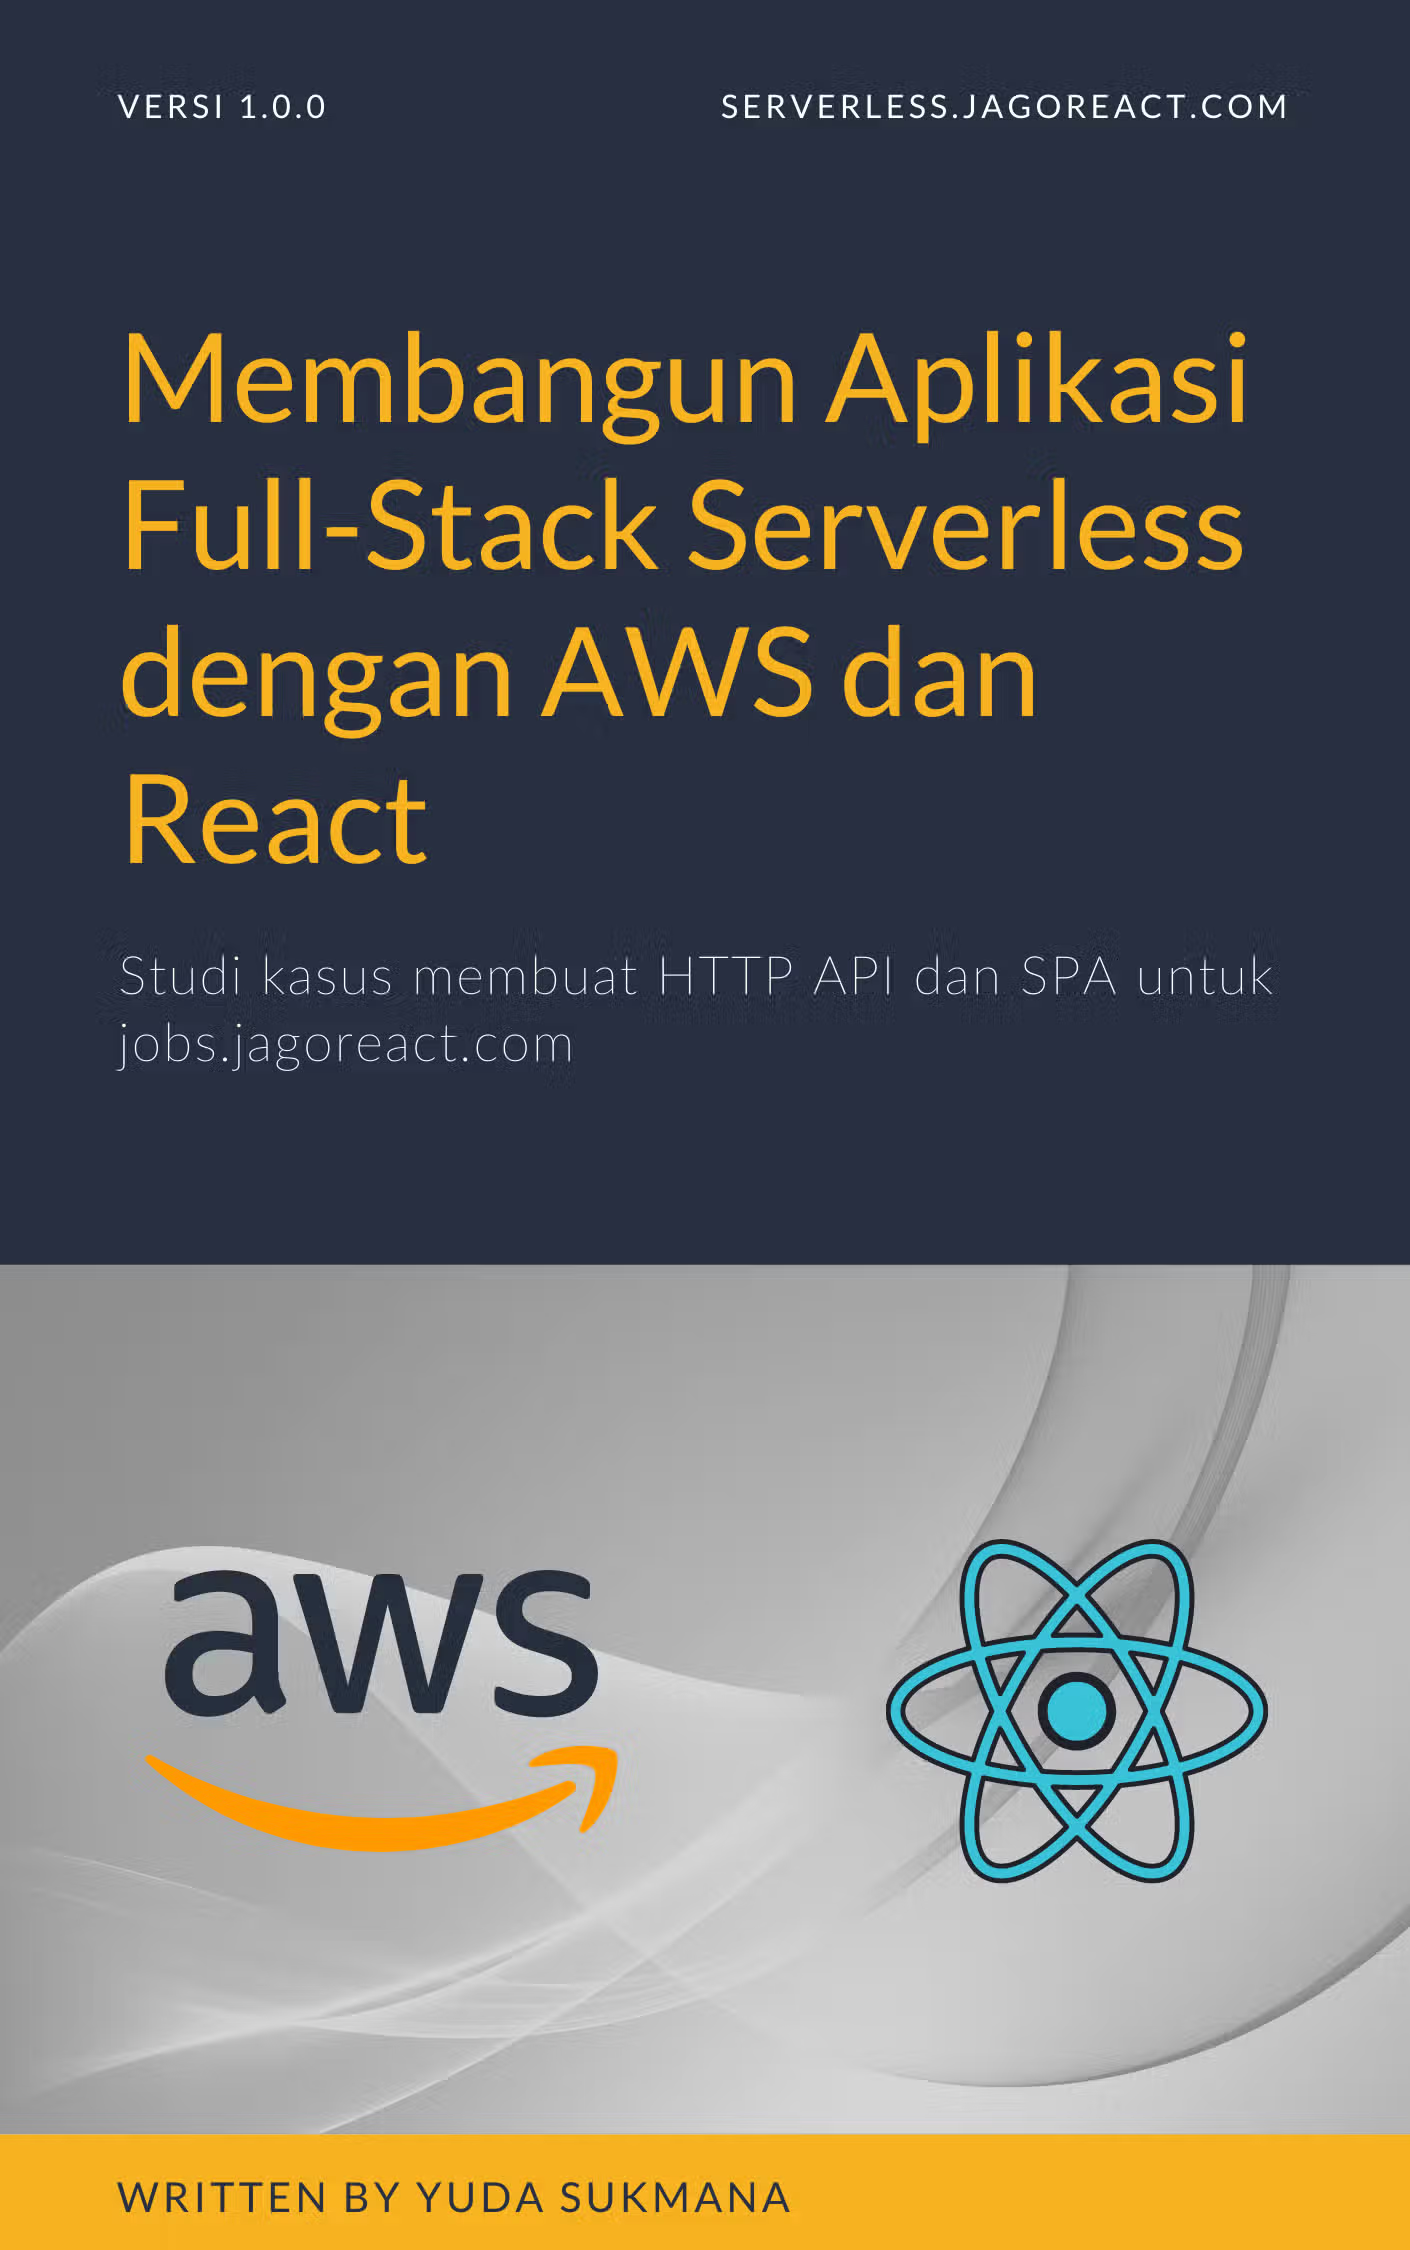 VERSI 1.0.0
SERVERLESS.JAGOREACT.COM
Membangun Aplikasi
Full-Stack Serverless
dengan AWS dan
React
Studi kasus membuat HTTP API dan SPA untuk
jobs.jagoreact.com
aws
WRITTEN BY YUDA SUKMANA